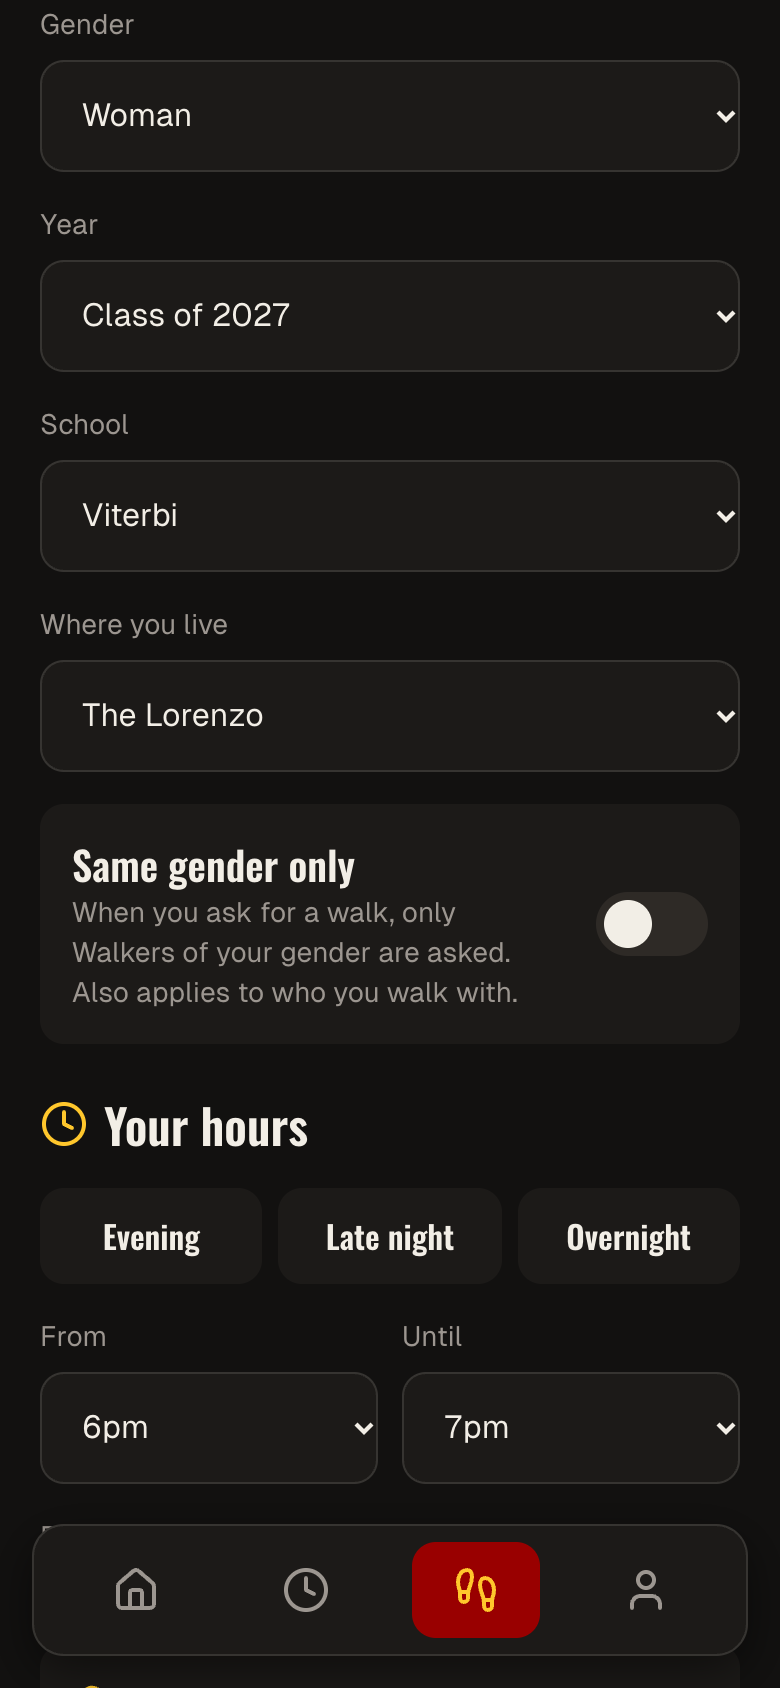 Gender
Woman
Year
Class of 2027
School
Viterbi
Where you live
The Lorenzo
Same gender only
When you ask for a walk, only
Walkers of your gender are asked.
Also applies to who you walk with.
Your hours
Evening
Late night
Overnight
From
Until
6pm
7pm